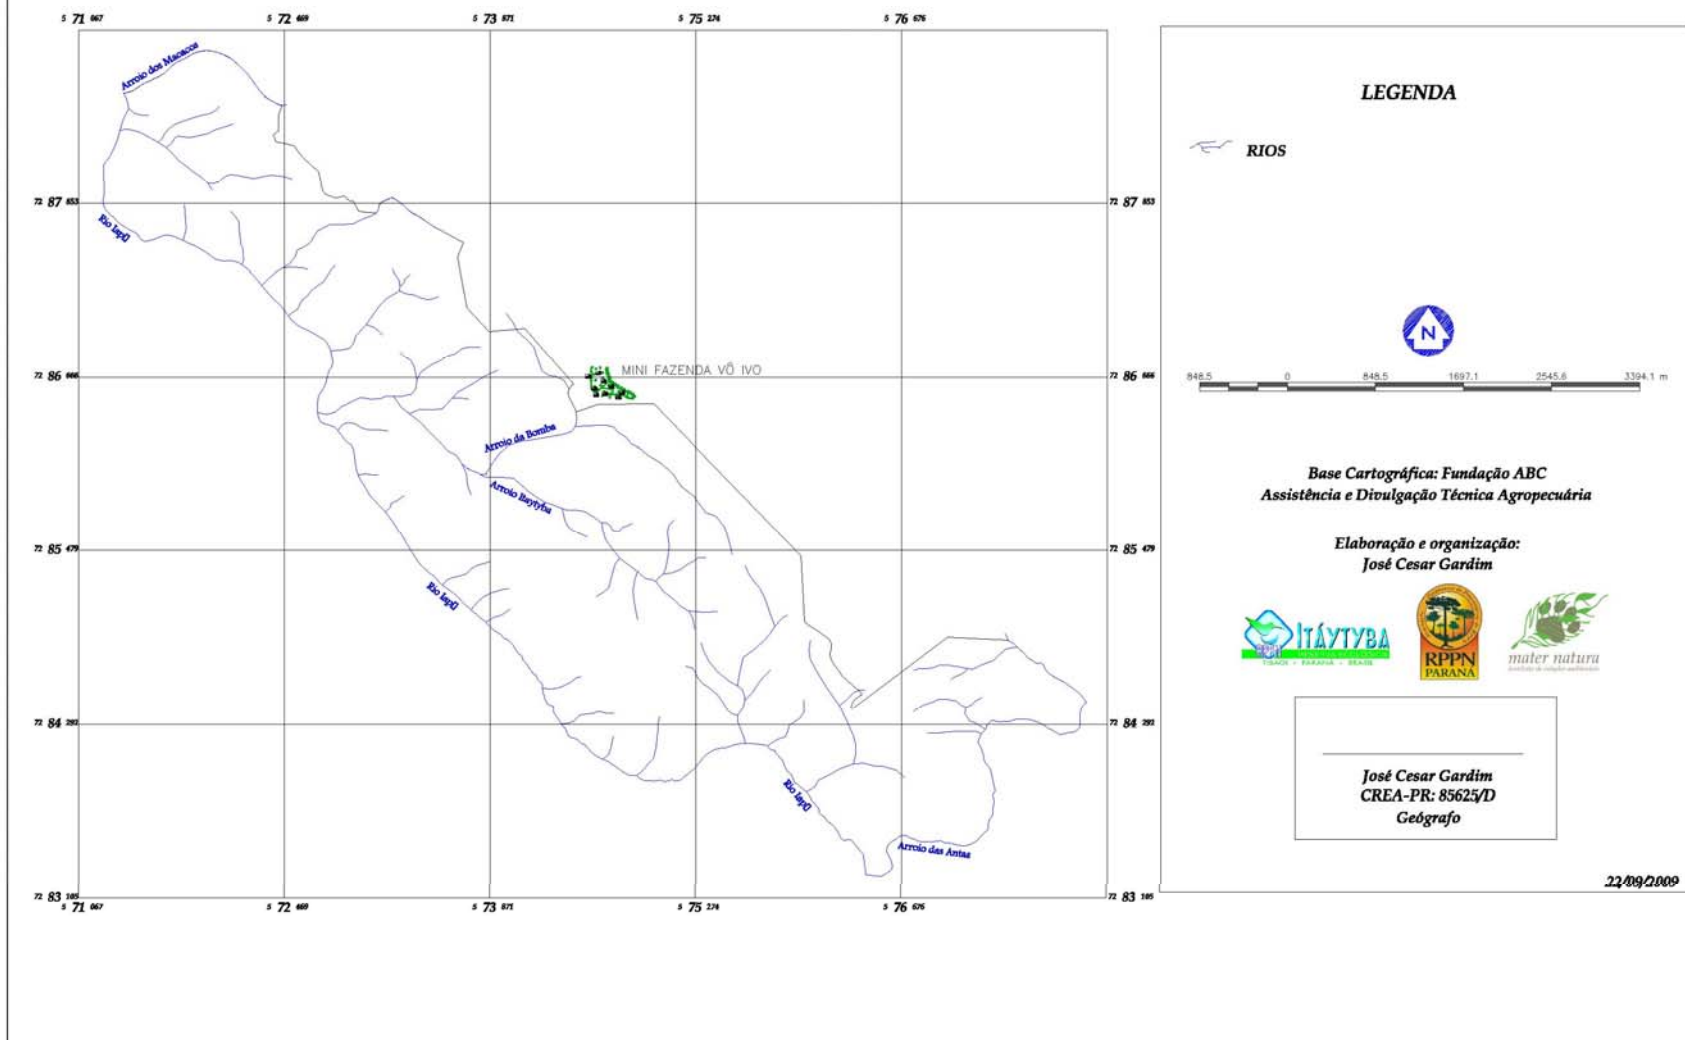 5 71 067
5 72 469
5 73 871
5 75 274
5 76 676
Arroio dos Macacos
72 87 853
72 87 853
Rio Iapó
MINI FAZENDA VÔ IVO
72 86 666
72 86 666
Arroio da Bomba
Arroio Itaytyba
72 85 479
72 85 479
Rio Iapó
72 84 292
72 84 292
Rio Iapó
Arroio das Antas
72 83 105
72 83 105
5 71 067
5 72 469
5 73 871
5 75 274
5 76 676
LEGENDA
RIOS
N
848.5 0 848.5 1697.1 2545.6 3394.1 m
Base Cartográfica: Fundação ABC
Assistência e Divulgação Técnica Agropecuária
Elaboração e organização:
José Cesar Gardim
ITÁYTYBA
TIBAGI - PARANÁ - BRASIL
RPPN
PARANÁ
mater natura
José Cesar Gardim
CREA-PR: 85625/D
Geógrafo
22/09/2009